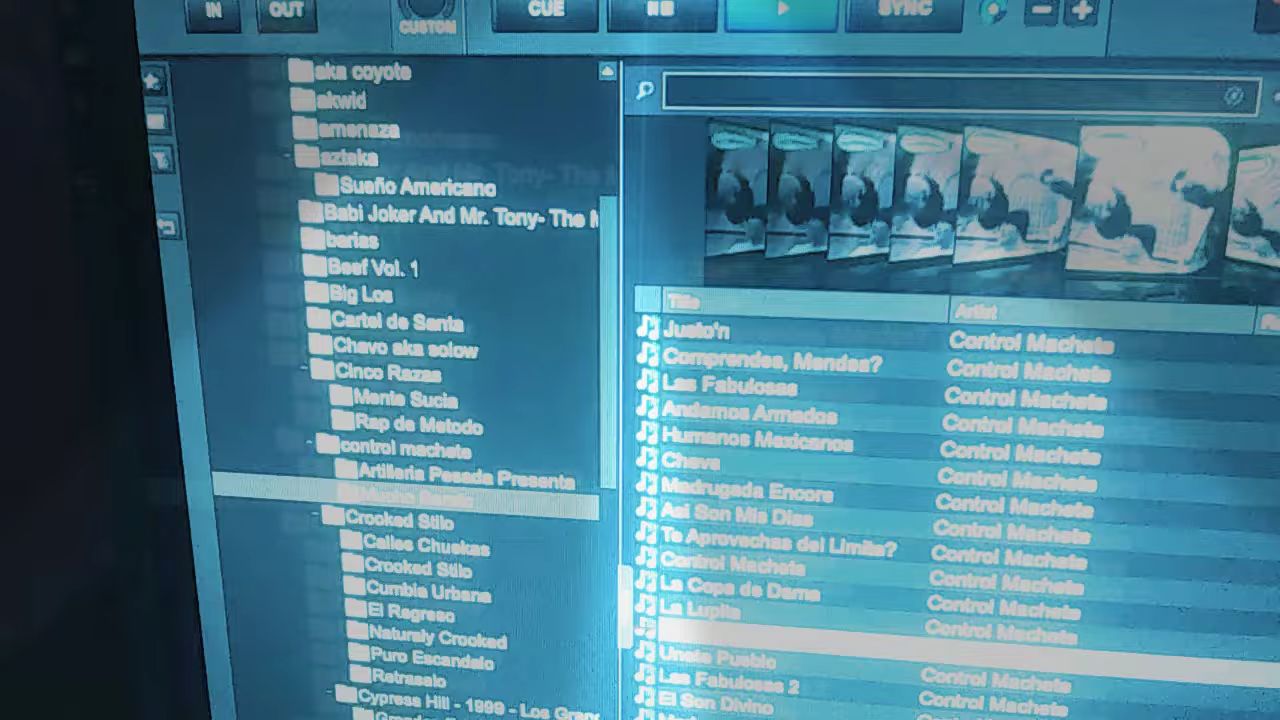 IN OUT CUSTOM CUE SYNC
aka coyote
akwid
amenaza
azteka
Sueño Americano
Babi Joker And Mr. Tony- The
barias
Beef Vol. 1
Big Los
Cartel de Santa
Chavo aka solow
Cinco Razas
Mente Sucia
Rap de Metodo
control machete
Artillaria Pesada Presenta
Mucho Barato
Crooked Stilo
Calles Chuekas
Crooked Stilo
Cumbia Urbana
El Regreso
Naturaly Crooked
Puro Escandalo
Retrasalo
Cypress Hill - 1999 - Los Gran
Title Artist
Justo'n Control Machete
Comprendes, Mendes? Control Machete
Las Fabulosas Control Machete
Andamos Armados Control Machete
Humanos Mexicanos Control Machete
Cheve Control Machete
Madrugada Encore Control Machete
Asi Son Mis Dias Control Machete
Te Aprovechas del Limite? Control Machete
Control Machete Control Machete
La Copa de Dama Control Machete
La Lupita Control Machete
Unete Pueblo
Las Fabulosas 2 Control Machete
El Son Divino Control Machete